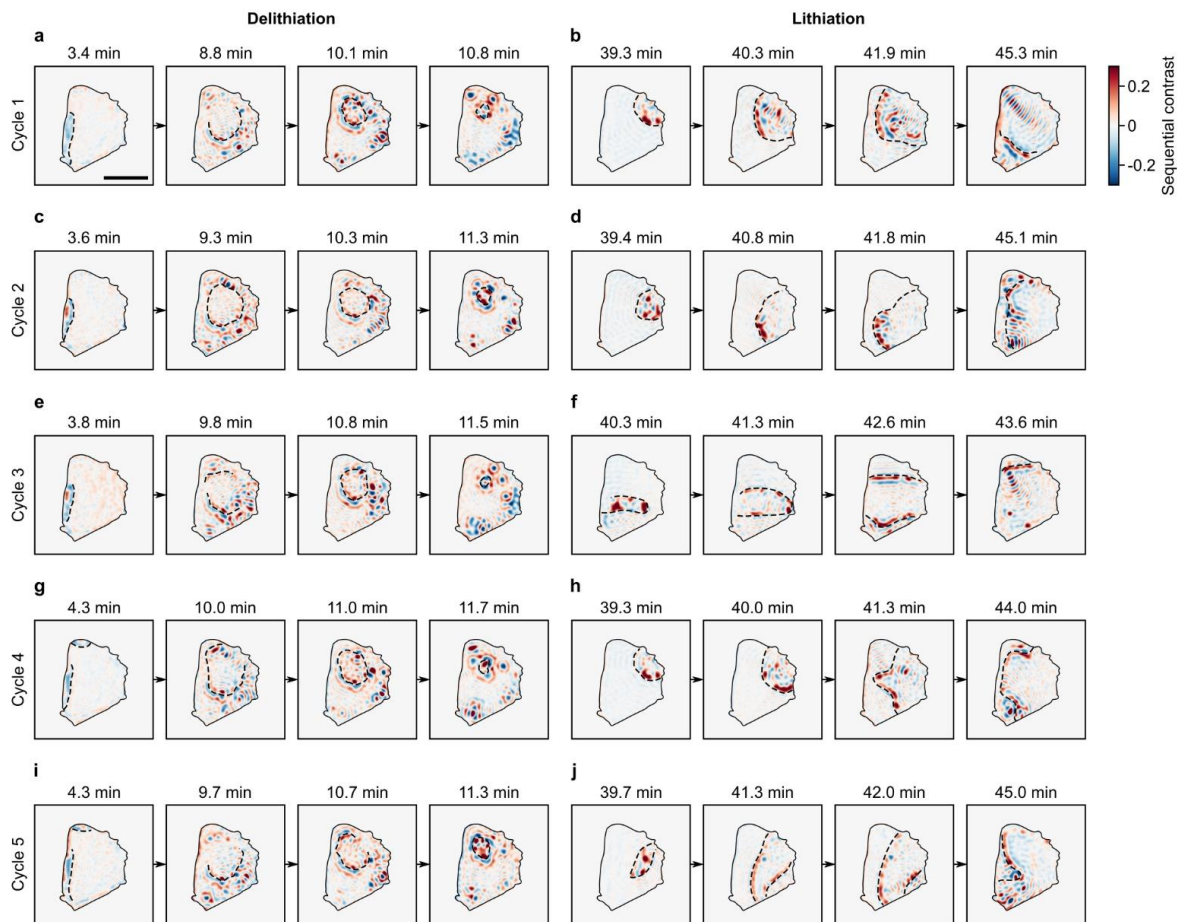 Delithiation Lithiation
a b
3.4 min 8.8 min 10.1 min 10.8 min 39.3 min 40.3 min 41.9 min 45.3 min
Cycle 1
0.2
0
-0.2
Sequential contrast
c d
3.6 min 9.3 min 10.3 min 11.3 min 39.4 min 40.8 min 41.8 min 45.1 min
Cycle 2
e f
3.8 min 9.8 min 10.8 min 11.5 min 40.3 min 41.3 min 42.6 min 43.6 min
Cycle 3
g h
4.3 min 10.0 min 11.0 min 11.7 min 39.3 min 40.0 min 41.3 min 44.0 min
Cycle 4
i j
4.3 min 9.7 min 10.7 min 11.3 min 39.7 min 41.3 min 42.0 min 45.0 min
Cycle 5